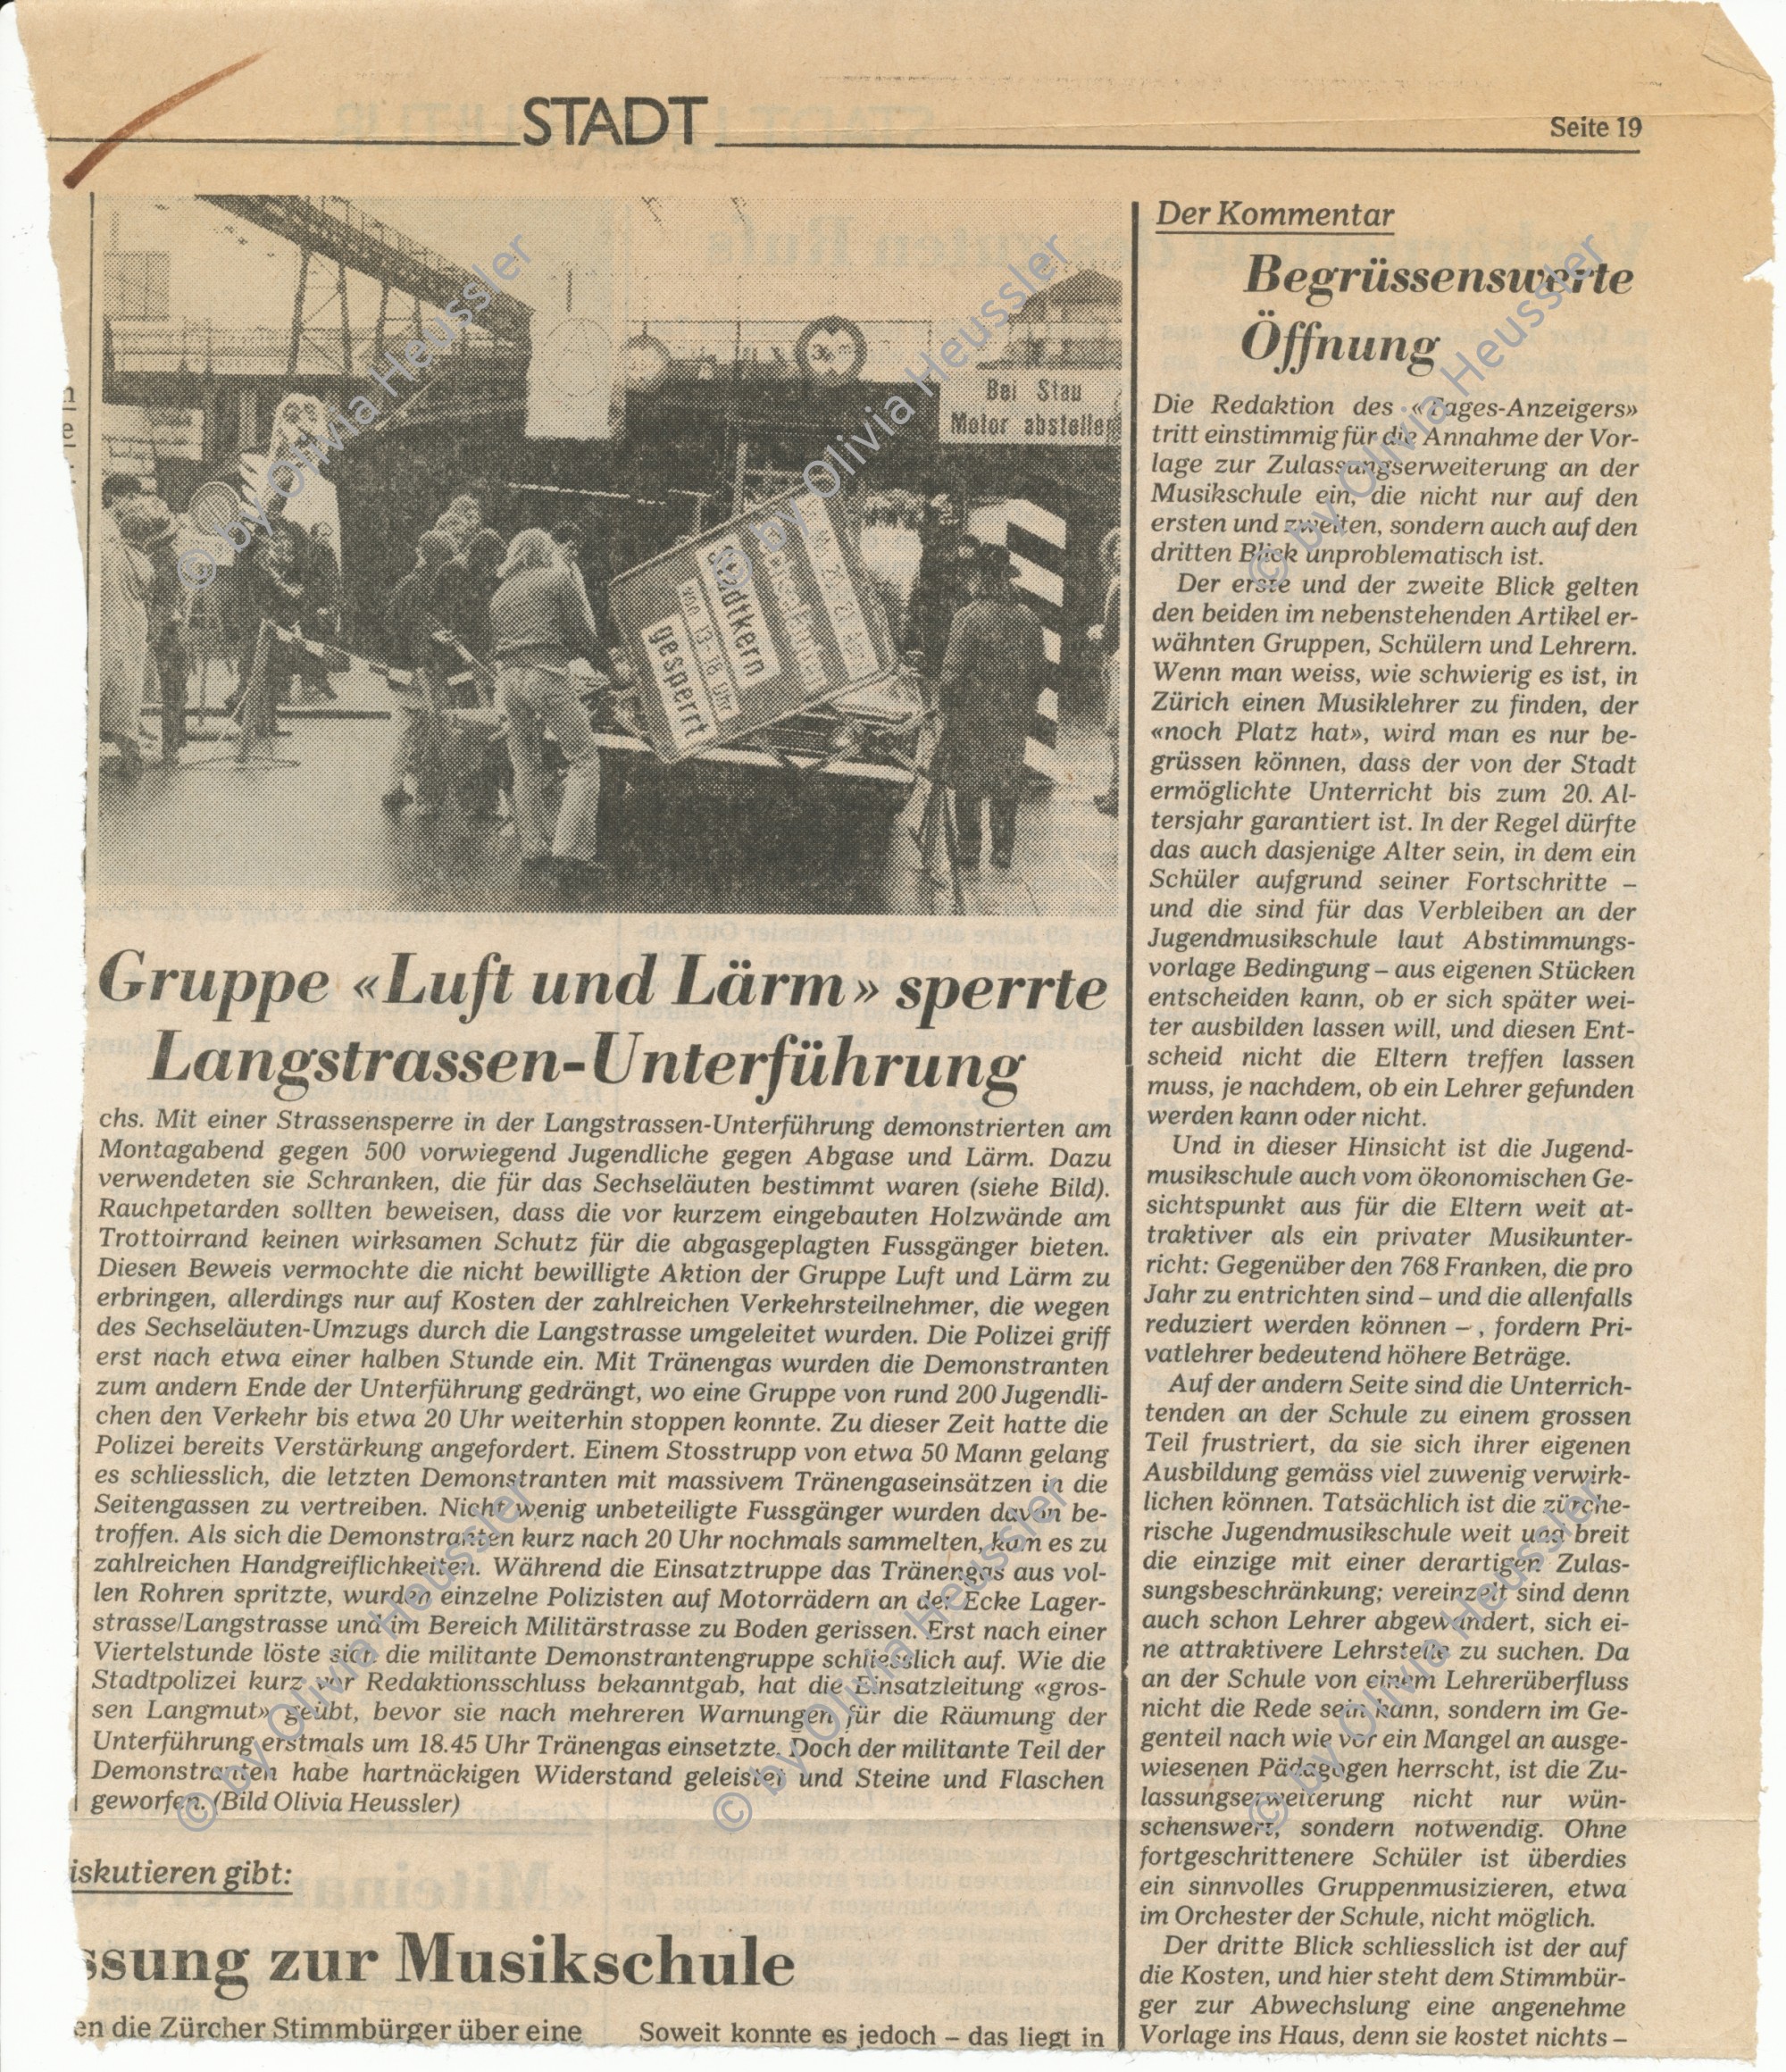 STADT
Seite 19
Bei Stau
Motor abstellen
Stadtkern
von 13-18 Uhr
gesperrt
Gruppe «Luft und Lärm» sperrte
Langstrassen-Unterführung
chs. Mit einer Strassensperre in der Langstrassen-Unterführung demonstrierten am
Montagabend gegen 500 vorwiegend Jugendliche gegen Abgase und Lärm. Dazu
verwendeten sie Schranken, die für das Sechseläuten bestimmt waren (siehe Bild).
Rauchpetarden sollten beweisen, dass die vor kurzem eingebauten Holzwände am
Trottoirrand keinen wirksamen Schutz für die abgasgeplagten Fussgänger bieten.
Diesen Beweis vermochte die nicht bewilligte Aktion der Gruppe Luft und Lärm zu
erbringen, allerdings nur auf Kosten der zahlreichen Verkehrsteilnehmer, die wegen
des Sechseläuten-Umzugs durch die Langstrasse umgeleitet wurden. Die Polizei griff
erst nach etwa einer halben Stunde ein. Mit Tränengas wurden die Demonstranten
zum andern Ende der Unterführung gedrängt, wo eine Gruppe von rund 200 Jugendli-
chen den Verkehr bis etwa 20 Uhr weiterhin stoppen konnte. Zu dieser Zeit hatte die
Polizei bereits Verstärkung angefordert. Einem Stosstrupp von etwa 50 Mann gelang
es schliesslich, die letzten Demonstranten mit massivem Tränengaseinsätzen in die
Seitengassen zu vertreiben. Nicht wenig unbeteiligte Fussgänger wurden davon be-
troffen. Als sich die Demonstranten kurz nach 20 Uhr nochmals sammelten, kam es zu
zahlreichen Handgreiflichkeiten. Während die Einsatztruppe das Tränengas aus vol-
len Rohren spritzte, wurden einzelne Polizisten auf Motorrädern an der Ecke Lager-
strasse/Langstrasse und im Bereich Militärstrasse zu Boden gerissen. Erst nach einer
Viertelstunde löste sich die militante Demonstrantengruppe schliesslich auf. Wie die
Stadtpolizei kurz vor Redaktionsschluss bekanntgab, hat die Einsatzleitung «gros-
sen Langmut» geübt, bevor sie nach mehreren Warnungen für die Räumung der
Unterführung erstmals um 18.45 Uhr Tränengas einsetzte. Doch der militante Teil der
Demonstranten habe hartnäckigen Widerstand geleistet und Steine und Flaschen
geworfen. (Bild Olivia Heussler)
iskutieren gibt:
ssung zur Musikschule
en die Zürcher Stimmbürger über eine
Soweit konnte es jedoch – das liegt in
Der Kommentar
Begrüssenswerte
Öffnung
Die Redaktion des «Tages-Anzeigers»
tritt einstimmig für die Annahme der Vor-
lage zur Zulassungserweiterung an der
Musikschule ein, die nicht nur auf den
ersten und zweiten, sondern auch auf den
dritten Blick unproblematisch ist.
Der erste und der zweite Blick gelten
den beiden im nebenstehenden Artikel er-
wähnten Gruppen, Schülern und Lehrern.
Wenn man weiss, wie schwierig es ist, in
Zürich einen Musiklehrer zu finden, der
«noch Platz hat», wird man es nur be-
grüssen können, dass der von der Stadt
ermöglichte Unterricht bis zum 20. Al-
tersjahr garantiert ist. In der Regel dürfte
das auch dasjenige Alter sein, in dem ein
Schüler aufgrund seiner Fortschritte –
und die sind für das Verbleiben an der
Jugendmusikschule laut Abstimmungs-
vorlage Bedingung – aus eigenen Stücken
entscheiden kann, ob er sich später wei-
ter ausbilden lassen will, und diesen Ent-
scheid nicht die Eltern treffen lassen
muss, je nachdem, ob ein Lehrer gefunden
werden kann oder nicht.
Und in dieser Hinsicht ist die Jugend-
musikschule auch vom ökonomischen Ge-
sichtspunkt aus für die Eltern weit at-
traktiver als ein privater Musikunter-
richt: Gegenüber den 768 Franken, die pro
Jahr zu entrichten sind – und die allenfalls
reduziert werden können – , fordern Pri-
vatlehrer bedeutend höhere Beträge.
Auf der andern Seite sind die Unterrich-
tenden an der Schule zu einem grossen
Teil frustriert, da sie sich ihrer eigenen
Ausbildung gemäss viel zuwenig verwirk-
lichen können. Tatsächlich ist die zürche-
rische Jugendmusikschule weit und breit
die einzige mit einer derartigen Zulas-
sungsbeschränkung; vereinzelt sind denn
auch schon Lehrer abgewandert, sich ei-
ne attraktivere Lehrstelle zu suchen. Da
an der Schule von einem Lehrerüberfluss
nicht die Rede sein kann, sondern im Ge-
genteil nach wie vor ein Mangel an ausge-
wiesenen Pädagogen herrscht, ist die Zu-
lassungserweiterung nicht nur wün-
schenswert, sondern notwendig. Ohne
fortgeschrittenere Schüler ist überdies
ein sinnvolles Gruppenmusizieren, etwa
im Orchester der Schule, nicht möglich.
Der dritte Blick schliesslich ist der auf
die Kosten, und hier steht dem Stimmbür-
ger zur Abwechslung eine angenehme
Vorlage ins Haus, denn sie kostet nichts –
© by Olivia Heussler
© by Olivia Heussler
© by Olivia Heussler
© by Olivia Heussler
© by Olivia Heussler
© by Olivia Heussler